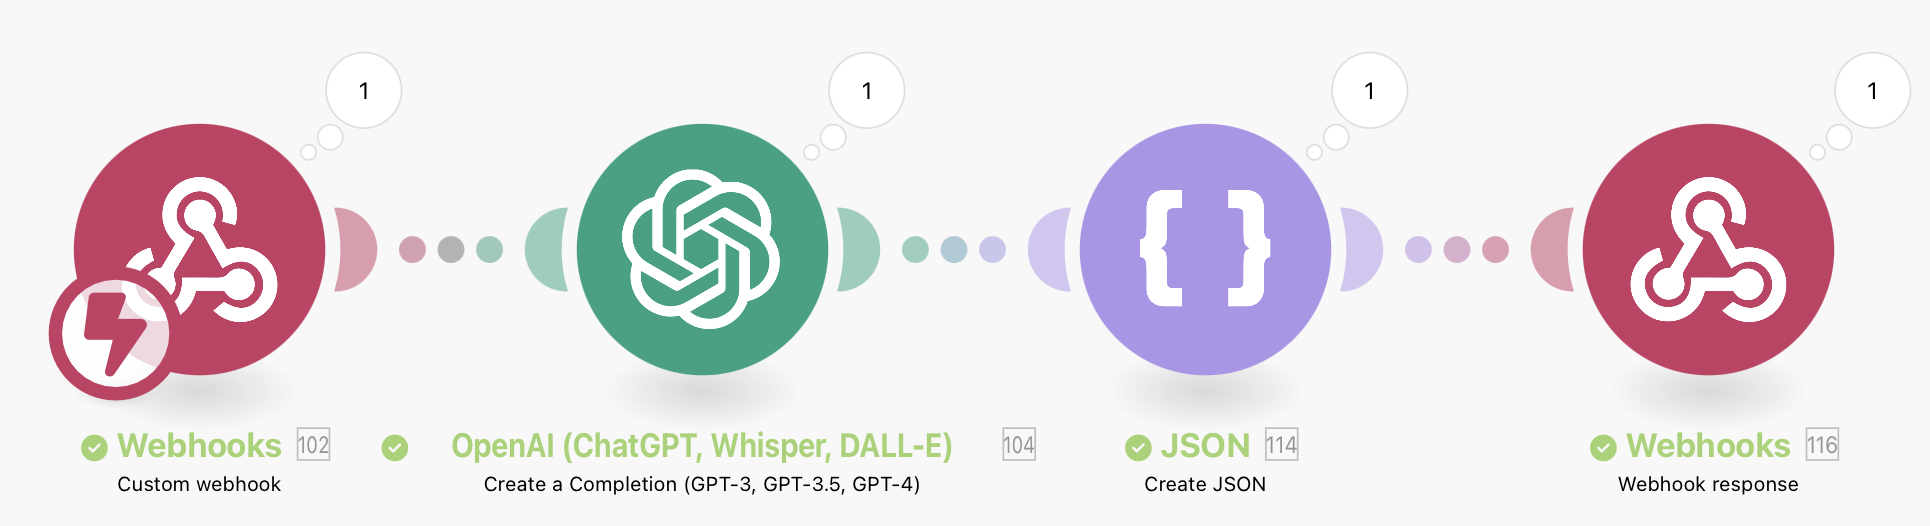 1 1 1 1
Webhooks 102 OpenAI (ChatGPT, Whisper, DALL-E) 104 JSON 114 Webhooks 116
Custom webhook Create a Completion (GPT-3, GPT-3.5, GPT-4) Create JSON Webhook response